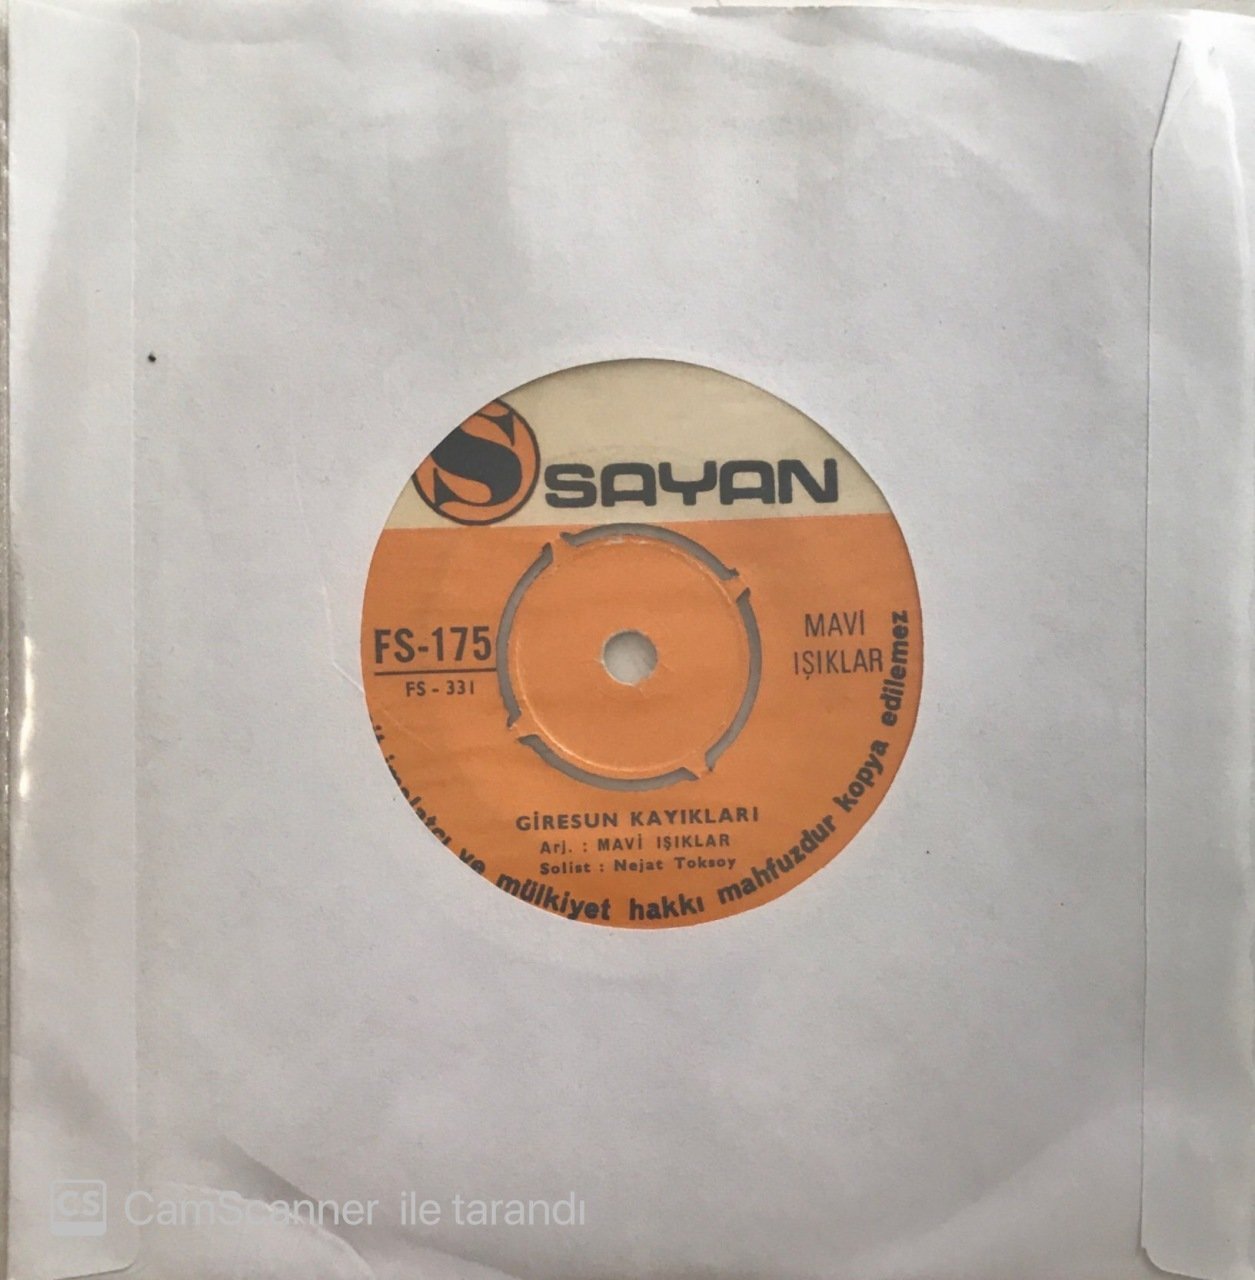 S
SAYAN
FS-175
FS - 331
MAVİ
IŞIKLAR
GİRESUN KAYIKLARI
Arj. : MAVİ IŞIKLAR
Solist : Nejat Toksoy
ve mülkiyet hakkı mahfuzdur kopya edilemez
CS CamScanner ile tarandı